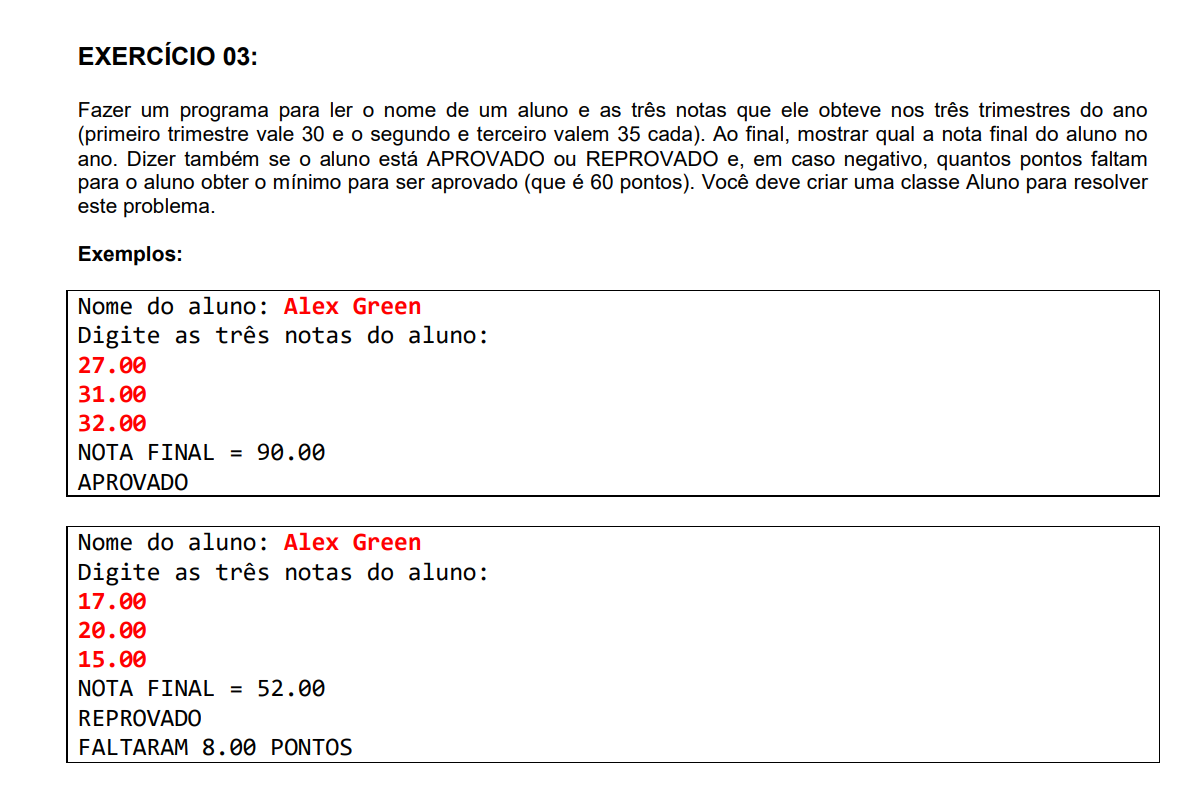 EXERCÍCIO 03:
Fazer um programa para ler o nome de um aluno e as três notas que ele obteve nos três trimestres do ano
(primeiro trimestre vale 30 e o segundo e terceiro valem 35 cada). Ao final, mostrar qual a nota final do aluno no
ano. Dizer também se o aluno está APROVADO ou REPROVADO e, em caso negativo, quantos pontos faltam
para o aluno obter o mínimo para ser aprovado (que é 60 pontos). Você deve criar uma classe Aluno para resolver
este problema.
Exemplos:
Nome do aluno: Alex Green
Digite as três notas do aluno:
27.00
31.00
32.00
NOTA FINAL = 90.00
APROVADO
Nome do aluno: Alex Green
Digite as três notas do aluno:
17.00
20.00
15.00
NOTA FINAL = 52.00
REPROVADO
FALTARAM 8.00 PONTOS